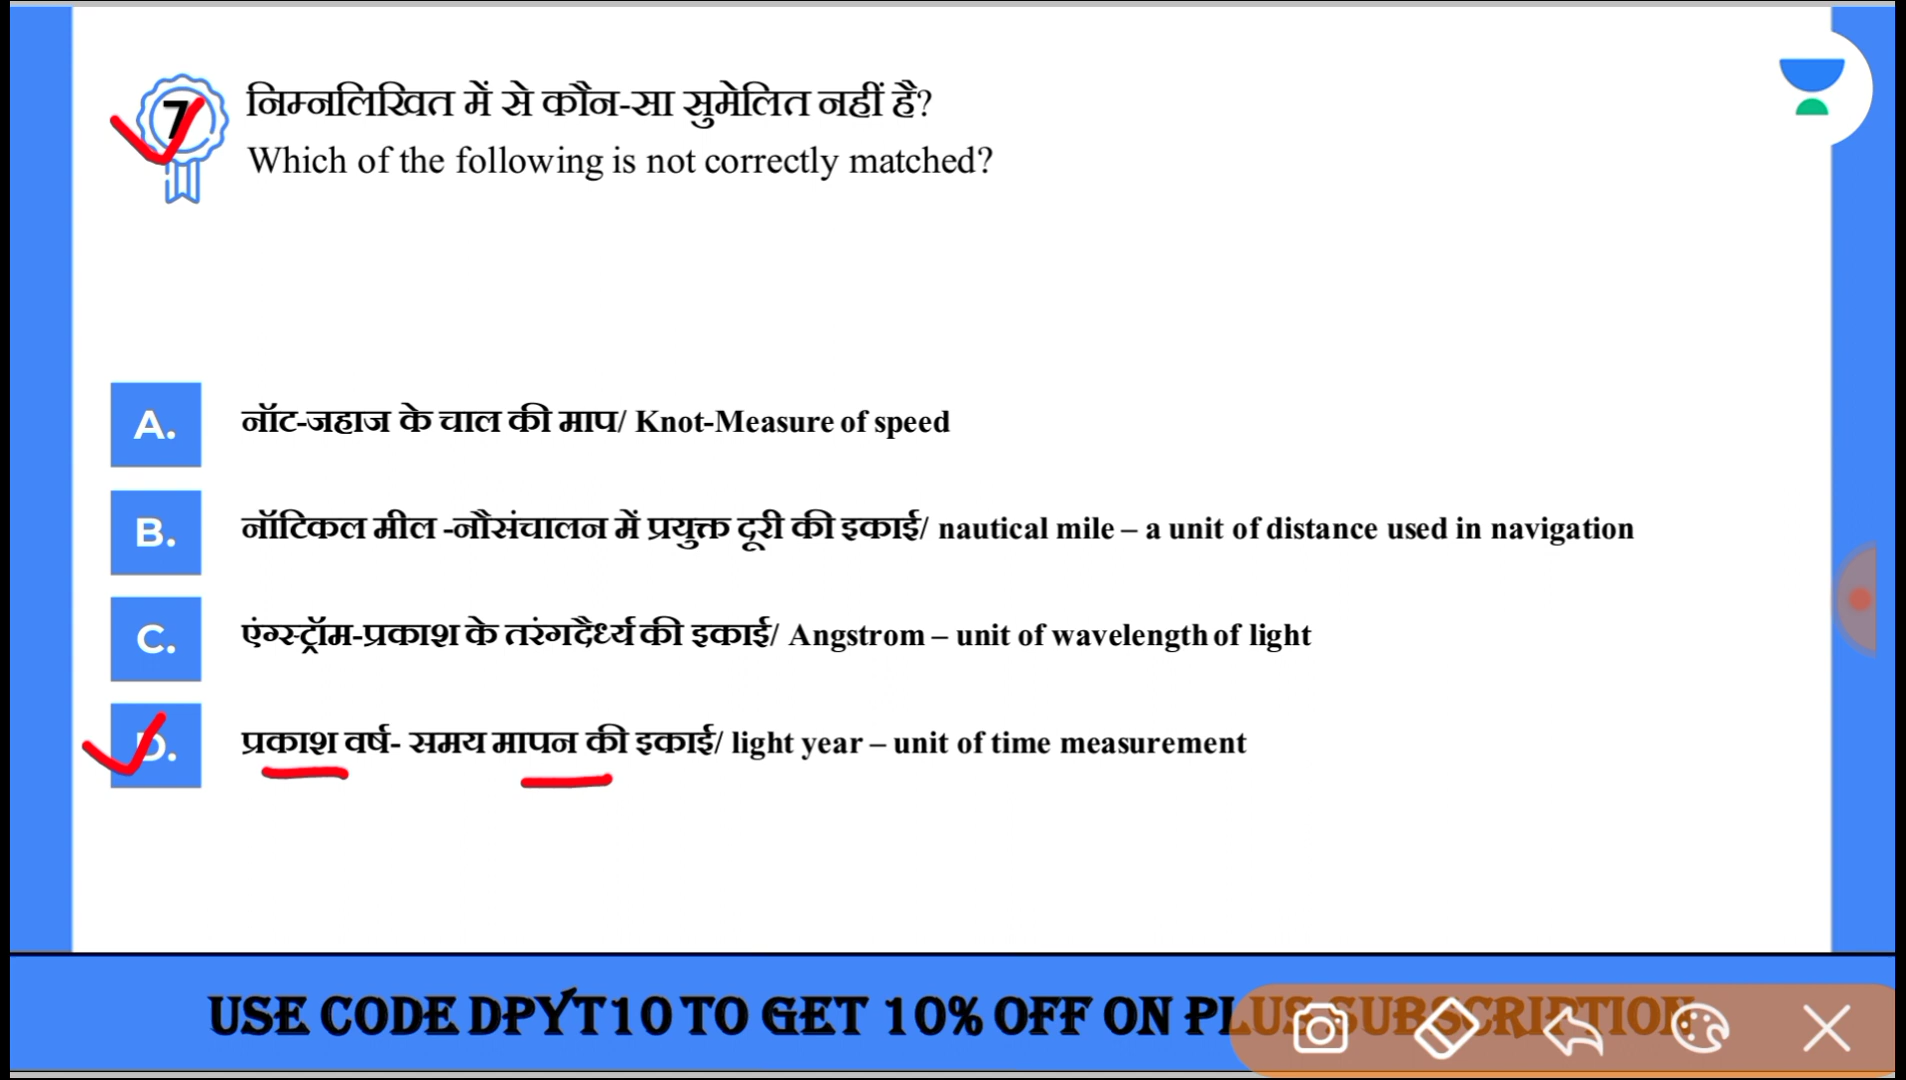 7
निम्नलिखित में से कौन-सा सुमेलित नहीं है?
Which of the following is not correctly matched?
A. नॉट-जहाज के चाल की माप/ Knot-Measure of speed
B. नॉटिकल मील -नौसंचालन में प्रयुक्त दूरी की इकाई/ nautical mile – a unit of distance used in navigation
C. एंग्स्ट्रॉम-प्रकाश के तरंगदैर्ध्य की इकाई/ Angstrom – unit of wavelength of light
D. प्रकाश वर्ष- समय मापन की इकाई/ light year – unit of time measurement
USE CODE DPYT10 TO GET 10% OFF ON PLUS SUBSCRIPTION